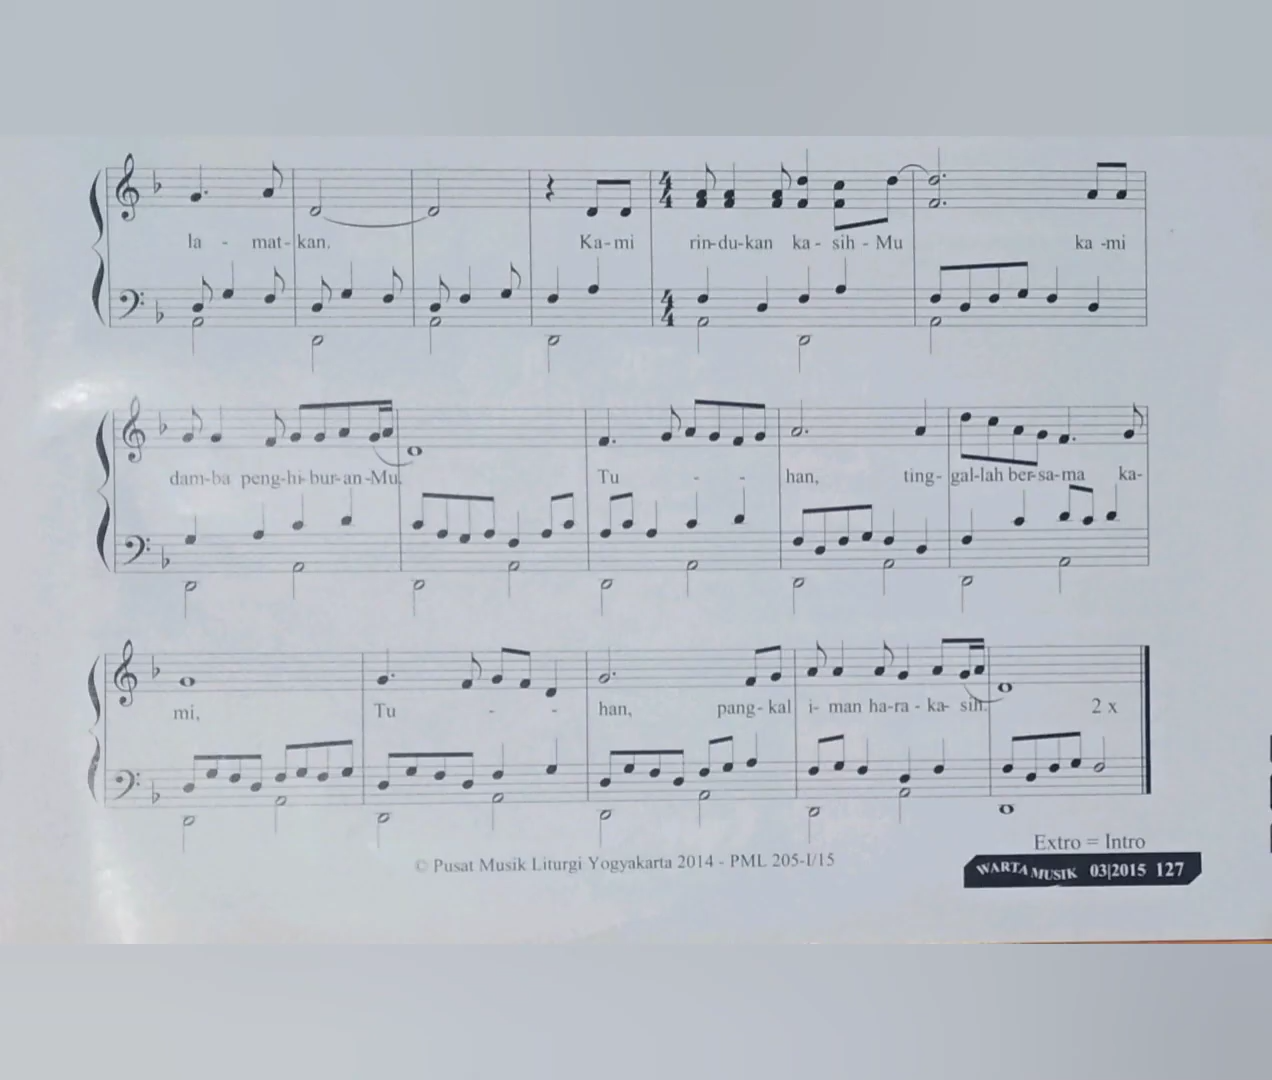 la - mat- kan. Ka-mi rin-du-kan ka- sih - Mu ka -mi
dam-ba peng-hi-bur-an-Mu. Tu - - han, ting- gal-lah ber-sa-ma ka-
mi, Tu - - han, pang-kal i- man ha-ra - ka- sih. 2 x
Extro = Intro
© Pusat Musik Liturgi Yogyakarta 2014 - PML 205-I/15
WARTA MUSIK 03|2015 127